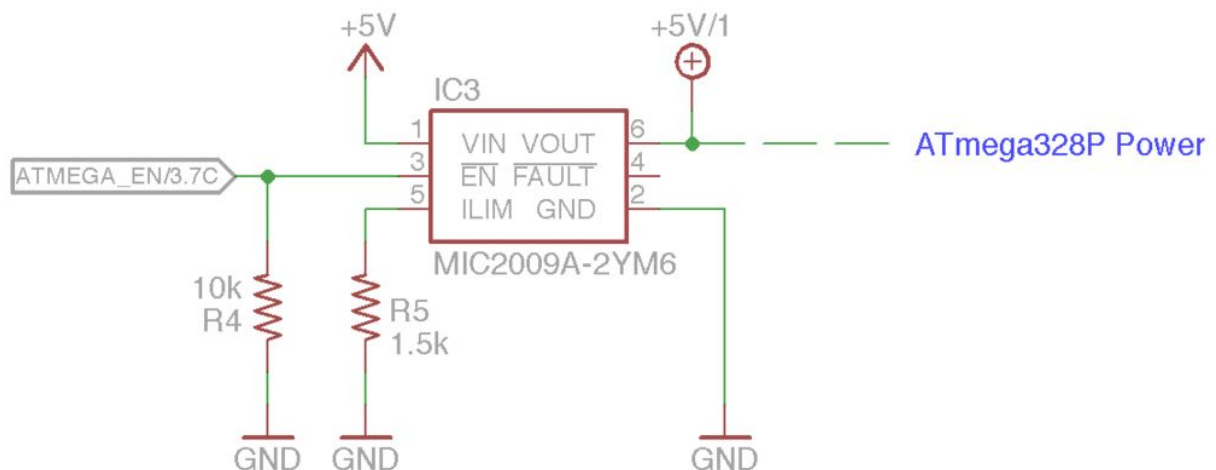 +5V
+5V/1
IC3
1
VIN VOUT
6
ATmega328P Power
ATMEGA_EN/3.7C
3
EN FAULT
4
5
ILIM GND
2
MIC2009A-2YM6
10k
R4
R5
1.5k
GND
GND
GND